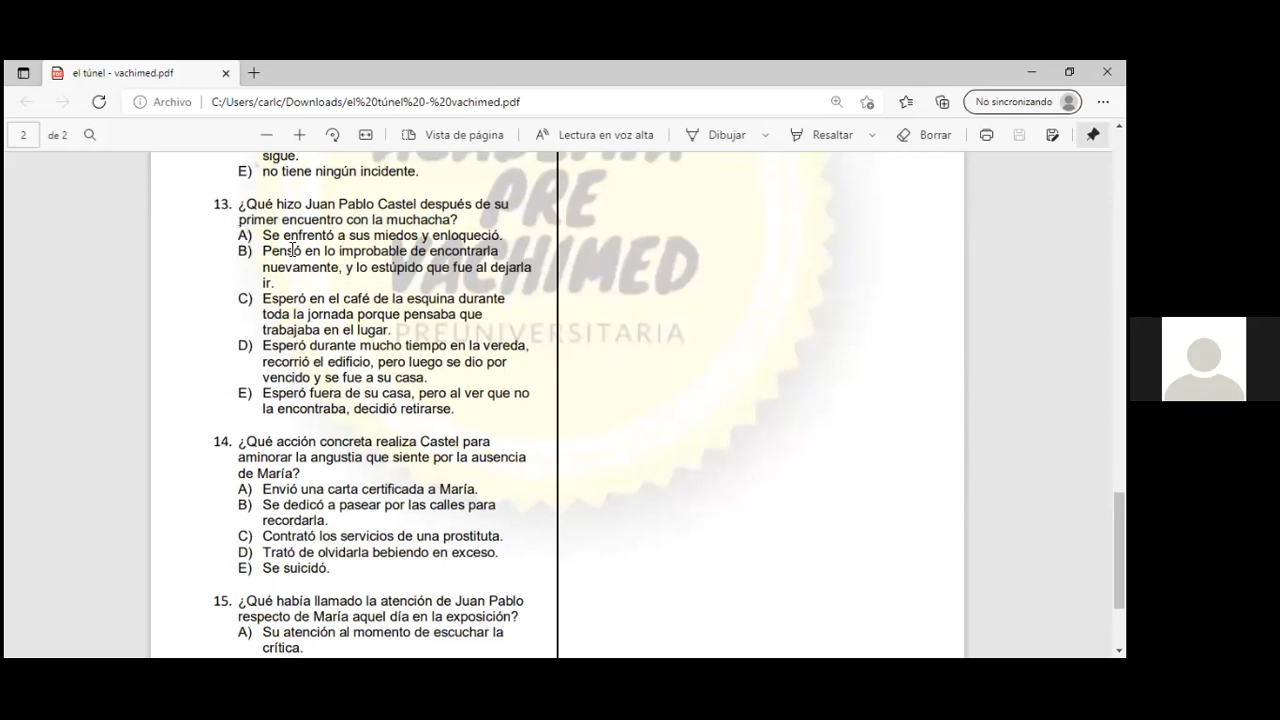 el túnel - vachimed.pdf
Archivo
C:/Users/carlc/Downloads/el%20túnel%20-%20vachimed.pdf
No sincronizando
2
de 2
Vista de página
Lectura en voz alta
Dibujar
Resaltar
Borrar
ACADEMIA
PRE
VACHIMED
PREUNIVERSITARIA
sigue.
E) no tiene ningún incidente.
13. ¿Qué hizo Juan Pablo Castel después de su
primer encuentro con la muchacha?
A) Se enfrentó a sus miedos y enloqueció.
B) Pensó en lo improbable de encontrarla
nuevamente, y lo estúpido que fue al dejarla
ir.
C) Esperó en el café de la esquina durante
toda la jornada porque pensaba que
trabajaba en el lugar.
D) Esperó durante mucho tiempo en la vereda,
recorrió el edificio, pero luego se dio por
vencido y se fue a su casa.
E) Esperó fuera de su casa, pero al ver que no
la encontraba, decidió retirarse.
14. ¿Qué acción concreta realiza Castel para
aminorar la angustia que siente por la ausencia
de María?
A) Envió una carta certificada a María.
B) Se dedicó a pasear por las calles para
recordarla.
C) Contrató los servicios de una prostituta.
D) Trató de olvidarla bebiendo en exceso.
E) Se suicidó.
15. ¿Qué había llamado la atención de Juan Pablo
respecto de María aquel día en la exposición?
A) Su atención al momento de escuchar la
crítica.